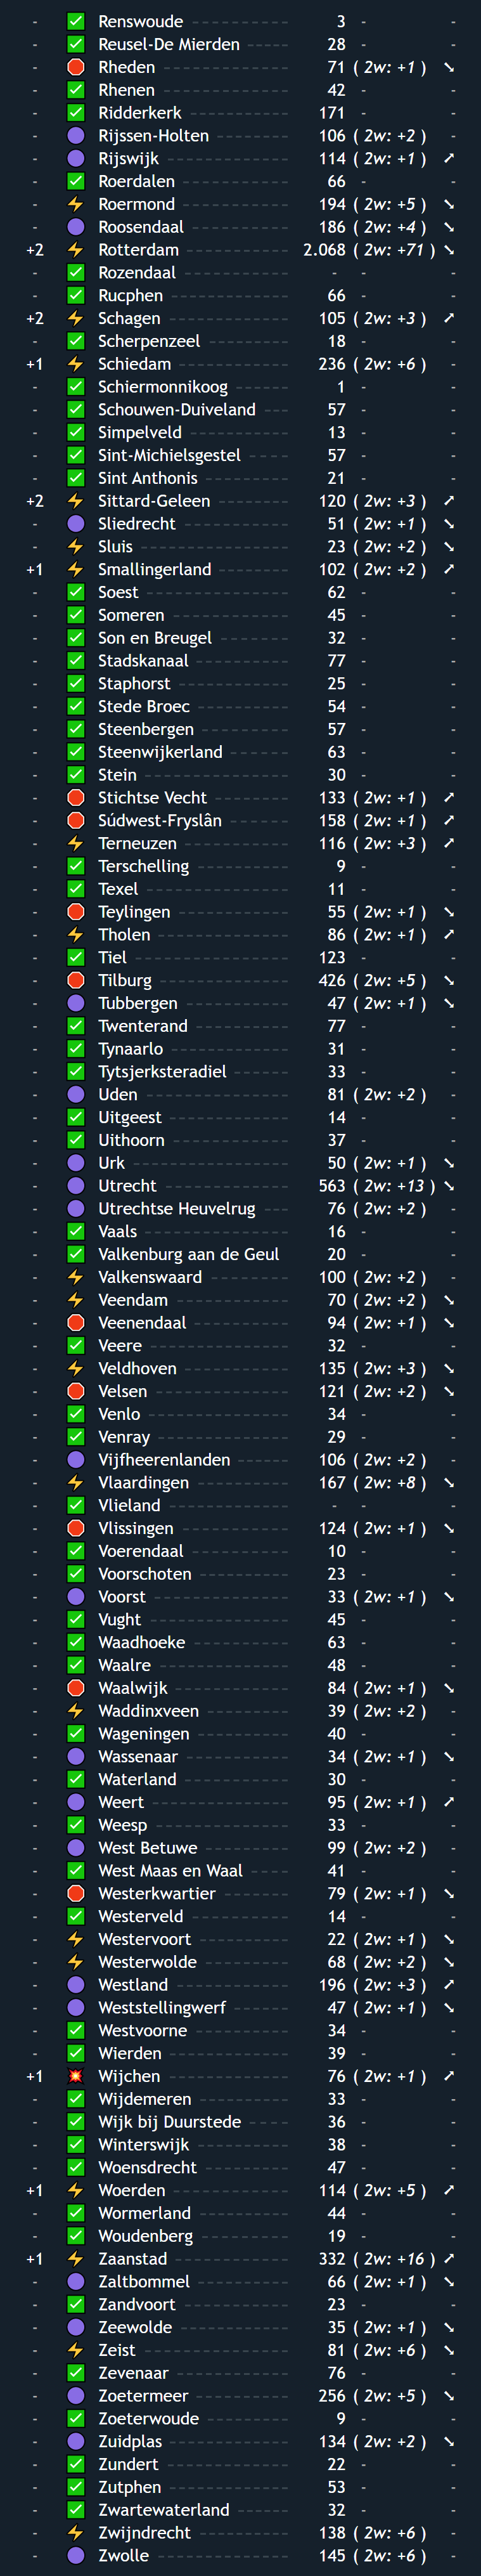 - ✅ Renswoude ------------ 3 - -
- ✅ Reusel-De Mierden ------ 28 - -
- 🛑 Rheden ---------------- 71 ( 2w: +1 ) ➘
- ✅ Rhenen ---------------- 42 - -
- ✅ Ridderkerk ------------- 171 - -
- 🟣 Rijssen-Holten --------- 106 ( 2w: +2 ) -
- 🟣 Rijswijk --------------- 114 ( 2w: +1 ) ➚
- ✅ Roerdalen ------------- 66 - -
- ⚡ Roermond ------------- 194 ( 2w: +5 ) ➘
- 🟣 Roosendaal ------------ 186 ( 2w: +4 ) ➘
+2 ⚡ Rotterdam ------------ 2.068 ( 2w: +71 ) ➘
- ✅ Rozendaal ------------- - - -
- ✅ Rucphen --------------- 66 - -
+2 ⚡ Schagen --------------- 105 ( 2w: +3 ) ➚
- ✅ Scherpenzeel ---------- 18 - -
+1 ⚡ Schiedam ------------- 236 ( 2w: +6 ) -
- ✅ Schiermonnikoog ------- 1 - -
- ✅ Schouwen-Duiveland --- 57 - -
- ✅ Simpelveld ------------- 13 - -
- ✅ Sint-Michielsgestel ----- 57 - -
- ✅ Sint Anthonis ---------- 21 - -
+2 ⚡ Sittard-Geleen --------- 120 ( 2w: +3 ) ➚
- 🟣 Sliedrecht ------------- 51 ( 2w: +1 ) ➘
- ⚡ Sluis ------------------ 23 ( 2w: +2 ) ➘
+1 ⚡ Smallingerland -------- 102 ( 2w: +2 ) ➚
- ✅ Soest ------------------ 62 - -
- ✅ Someren --------------- 45 - -
- ✅ Son en Breugel -------- 32 - -
- ✅ Stadskanaal ----------- 77 - -
- ✅ Staphorst ------------- 25 - -
- ✅ Stede Broec ----------- 54 - -
- ✅ Steenbergen ----------- 57 - -
- ✅ Steenwijkerland ------- 63 - -
- ✅ Stein ------------------ 30 - -
- 🛑 Stichtse Vecht --------- 133 ( 2w: +1 ) ➚
- 🛑 Súdwest-Fryslân ------- 158 ( 2w: +1 ) ➚
- ⚡ Terneuzen ------------- 116 ( 2w: +3 ) ➚
- ✅ Terschelling ----------- 9 - -
- ✅ Texel ------------------ 11 - -
- 🛑 Teylingen ------------- 55 ( 2w: +1 ) ➘
- ⚡ Tholen ---------------- 86 ( 2w: +1 ) ➚
- ✅ Tiel ------------------- 123 - -
- 🛑 Tilburg ---------------- 426 ( 2w: +5 ) ➘
- 🟣 Tubbergen ------------ 47 ( 2w: +1 ) ➘
- ✅ Twenterand ------------ 77 - -
- ✅ Tynaarlo --------------- 31 - -
- ✅ Tytsjerksteradiel ------- 33 - -
- 🟣 Uden ------------------ 81 ( 2w: +2 ) -
- ✅ Uitgeest --------------- 14 - -
- ✅ Uithoorn --------------- 37 - -
- 🟣 Urk -------------------- 50 ( 2w: +1 ) ➘
- 🟣 Utrecht ---------------- 563 ( 2w: +13 ) ➘
- 🟣 Utrechtse Heuvelrug --- 76 ( 2w: +2 ) -
- ✅ Vaals ------------------ 16 - -
- ✅ Valkenburg aan de Geul 20 - -
- ⚡ Valkenswaard ---------- 100 ( 2w: +2 ) -
- ⚡ Veendam -------------- 70 ( 2w: +2 ) ➘
- 🛑 Veenendaal ------------ 94 ( 2w: +1 ) ➘
- ✅ Veere ----------------- 32 - -
- ⚡ Veldhoven ------------- 135 ( 2w: +3 ) ➘
- 🛑 Velsen ---------------- 121 ( 2w: +2 ) ➘
- ✅ Venlo ------------------ 34 - -
- ✅ Venray ---------------- 29 - -
- 🟣 Vijfheerenlanden ------ 106 ( 2w: +2 ) -
- ⚡ Vlaardingen ----------- 167 ( 2w: +8 ) ➘
- ✅ Vlieland --------------- - - -
- 🛑 Vlissingen ------------- 124 ( 2w: +1 ) ➘
- ✅ Voerendaal ------------ 10 - -
- ✅ Voorschoten ----------- 23 - -
- 🟣 Voorst ---------------- 33 ( 2w: +1 ) ➘
- ✅ Vught ----------------- 45 - -
- ✅ Waadhoeke ------------ 63 - -
- ✅ Waalre ---------------- 48 - -
- 🛑 Waalwijk -------------- 84 ( 2w: +1 ) ➘
- ⚡ Waddinxveen ---------- 39 ( 2w: +2 ) -
- ✅ Wageningen ----------- 40 - -
- 🟣 Wassenaar ------------ 34 ( 2w: +1 ) ➘
- ✅ Waterland ------------- 30 - -
- 🟣 Weert ----------------- 95 ( 2w: +1 ) ➚
- ✅ Weesp ---------------- 33 - -
- 🟣 West Betuwe ---------- 99 ( 2w: +2 ) -
- ✅ West Maas en Waal ---- 41 - -
- 🛑 Westerkwartier -------- 79 ( 2w: +1 ) ➘
- ✅ Westerveld ------------ 14 - -
- ⚡ Westervoort ----------- 22 ( 2w: +1 ) ➘
- ⚡ Westerwolde ---------- 68 ( 2w: +2 ) ➘
- 🟣 Westland -------------- 196 ( 2w: +3 ) ➚
- 🟣 Weststellingwerf ------ 47 ( 2w: +1 ) ➘
- ✅ Westvoorne ----------- 34 - -
- ✅ Wierden --------------- 39 - -
+1 💥 Wijchen --------------- 76 ( 2w: +1 ) ➚
- ✅ Wijdemeren ----------- 33 - -
- ✅ Wijk bij Duurstede ---- 36 - -
- ✅ Winterswijk ----------- 38 - -
- ✅ Woensdrecht ---------- 47 - -
+1 ⚡ Woerden -------------- 114 ( 2w: +5 ) ➚
- ✅ Wormerland ----------- 44 - -
- ✅ Woudenberg ----------- 19 - -
+1 ⚡ Zaanstad -------------- 332 ( 2w: +16 ) ➚
- 🟣 Zaltbommel ----------- 66 ( 2w: +1 ) ➘
- ✅ Zandvoort ------------- 23 - -
- 🟣 Zeewolde ------------- 35 ( 2w: +1 ) ➘
- ⚡ Zeist ------------------ 81 ( 2w: +6 ) ➘
- ✅ Zevenaar -------------- 76 - -
- 🟣 Zoetermeer ----------- 256 ( 2w: +5 ) ➘
- ✅ Zoeterwoude ---------- 9 - -
- 🟣 Zuidplas -------------- 134 ( 2w: +2 ) ➘
- ✅ Zundert --------------- 22 - -
- ✅ Zutphen --------------- 53 - -
- ✅ Zwartewaterland ------ 32 - -
- ⚡ Zwijndrecht ----------- 138 ( 2w: +6 ) -
- 🟣 Zwolle ---------------- 145 ( 2w: +6 ) -